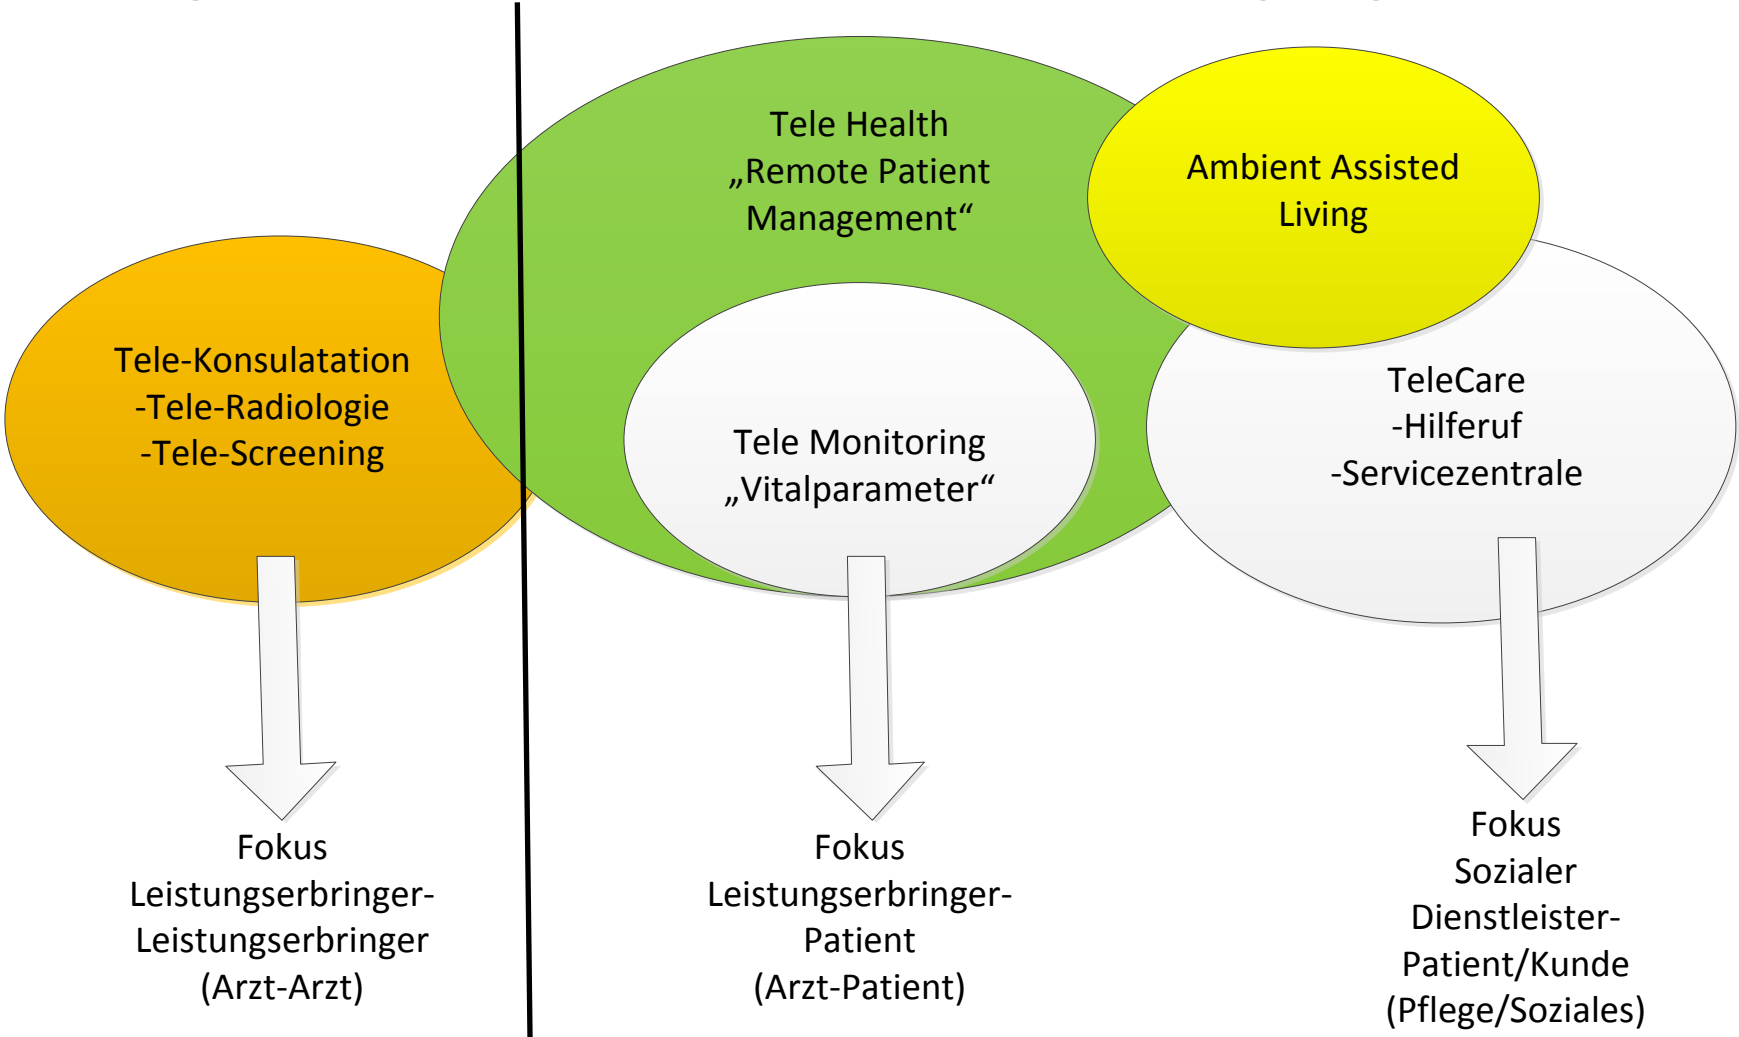 Tele Health
„Remote Patient
Management“
Ambient Assisted
Living
Tele-Konsulatation
-Tele-Radiologie
-Tele-Screening
Tele Monitoring
„Vitalparameter“
TeleCare
-Hilferuf
-Servicezentrale
Fokus
Leistungserbringer-
Leistungserbringer
(Arzt-Arzt)
Fokus
Leistungserbringer-
Patient
(Arzt-Patient)
Fokus
Sozialer
Dienstleister-
Patient/Kunde
(Pflege/Soziales)